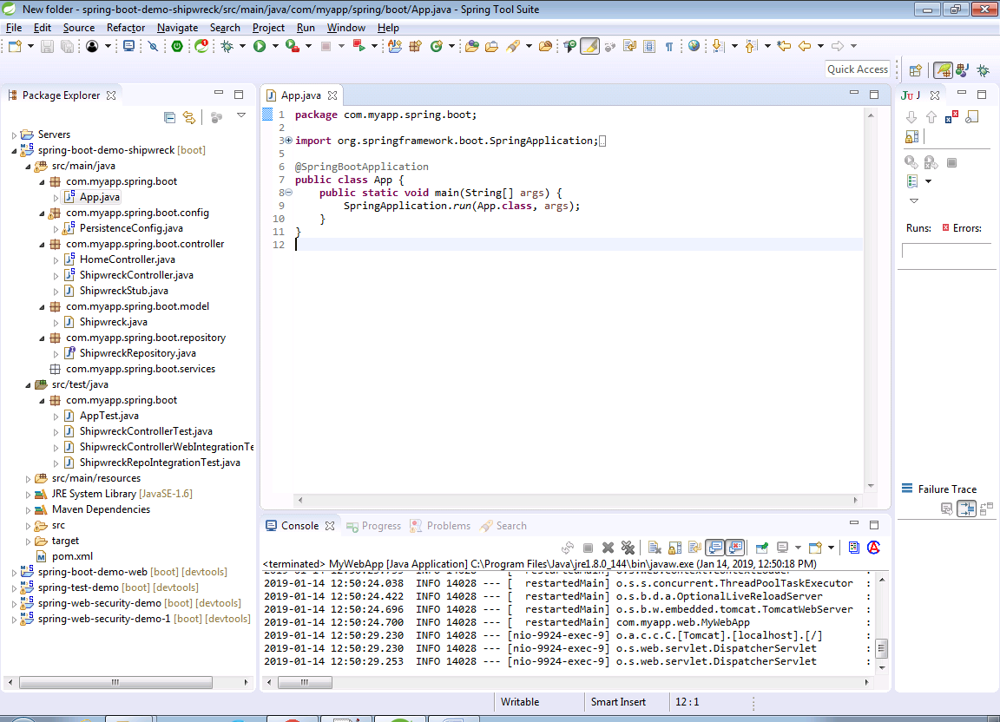 New folder - spring-boot-demo-shipwreck/src/main/java/com/myapp/spring/boot/App.java - Spring Tool Suite
File Edit Source Refactor Navigate Search Project Run Window Help
Quick Access
Package Explorer
Servers
spring-boot-demo-shipwreck [boot]
src/main/java
com.myapp.spring.boot
App.java
com.myapp.spring.boot.config
PersistenceConfig.java
com.myapp.spring.boot.controller
HomeController.java
ShipwreckController.java
ShipwreckStub.java
com.myapp.spring.boot.model
Shipwreck.java
com.myapp.spring.boot.repository
ShipwreckRepository.java
com.myapp.spring.boot.services
src/test/java
com.myapp.spring.boot
AppTest.java
ShipwreckControllerTest.java
ShipwreckControllerWebIntegrationTe
ShipwreckRepoIntegrationTest.java
src/main/resources
JRE System Library [JavaSE-1.6]
Maven Dependencies
src
target
pom.xml
spring-boot-demo-web [boot] [devtools]
spring-test-demo [boot] [devtools]
spring-web-security-demo [boot] [devtools]
spring-web-security-demo-1 [boot] [devtools]
App.java
1 package com.myapp.spring.boot;
2
3 import org.springframework.boot.SpringApplication;
5
6 @SpringBootApplication
7 public class App {
8 public static void main(String[] args) {
9 SpringApplication.run(App.class, args);
10 }
11 }
12
Ju J
Runs: Errors:
Failure Trace
Console Progress Problems Search
<terminated> MyWebApp [Java Application] C:\Program Files\Java\jre1.8.0_144\bin\javaw.exe (Jan 14, 2019, 12:50:18 PM)
2019-01-14 12:50:24.038 INFO 14028 --- [ restartedMain] o.s.s.concurrent.ThreadPoolTaskExecutor :
2019-01-14 12:50:24.422 INFO 14028 --- [ restartedMain] o.s.b.d.a.OptionalLiveReloadServer :
2019-01-14 12:50:24.696 INFO 14028 --- [ restartedMain] o.s.b.w.embedded.tomcat.TomcatWebServer :
2019-01-14 12:50:24.700 INFO 14028 --- [ restartedMain] com.myapp.web.MyWebApp :
2019-01-14 12:50:29.230 INFO 14028 --- [nio-9924-exec-9] o.a.c.c.C.[Tomcat].[localhost].[/] :
2019-01-14 12:50:29.230 INFO 14028 --- [nio-9924-exec-9] o.s.web.servlet.DispatcherServlet :
2019-01-14 12:50:29.253 INFO 14028 --- [nio-9924-exec-9] o.s.web.servlet.DispatcherServlet :
Writable Smart Insert 12 : 1